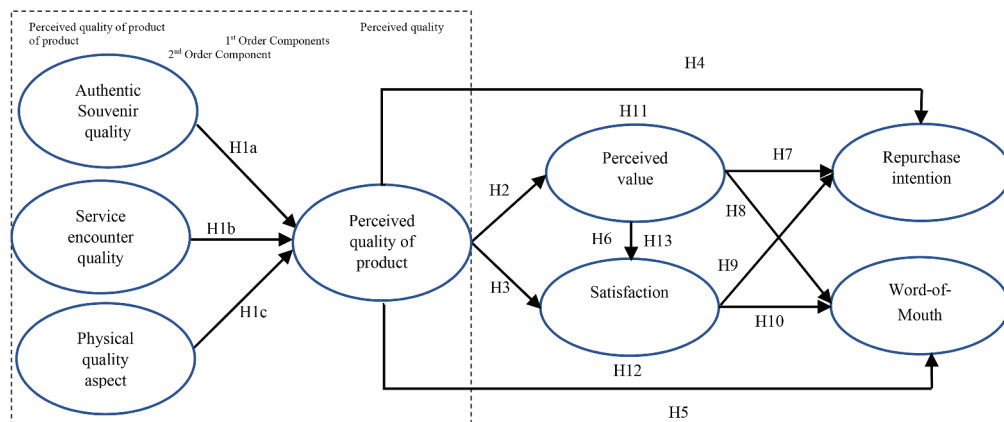 Perceived quality of product
of product
1st Order Components
2nd Order Component
Perceived quality
Authentic
Souvenir
quality
Service
encounter
quality
Physical
quality
aspect
H1a
H1b
H1c
Perceived
quality of
product
H4
H2
H3
H11
Perceived
value
H6
H13
Satisfaction
H12
H7
H8
H9
H10
Repurchase
intention
Word-of-
Mouth
H5